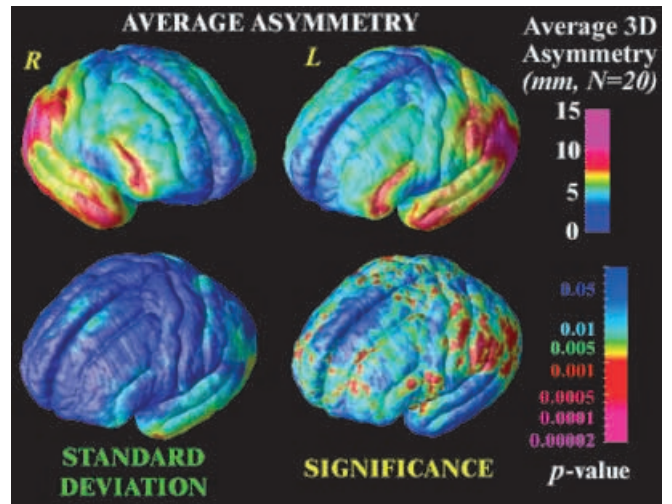 AVERAGE ASYMMETRY
R
L
Average 3D
Asymmetry
(mm, N=20)
15
10
5
0
0.05
0.01
0.005
0.001
0.0005
0.0001
0.00002
p-value
STANDARD
DEVIATION
SIGNIFICANCE